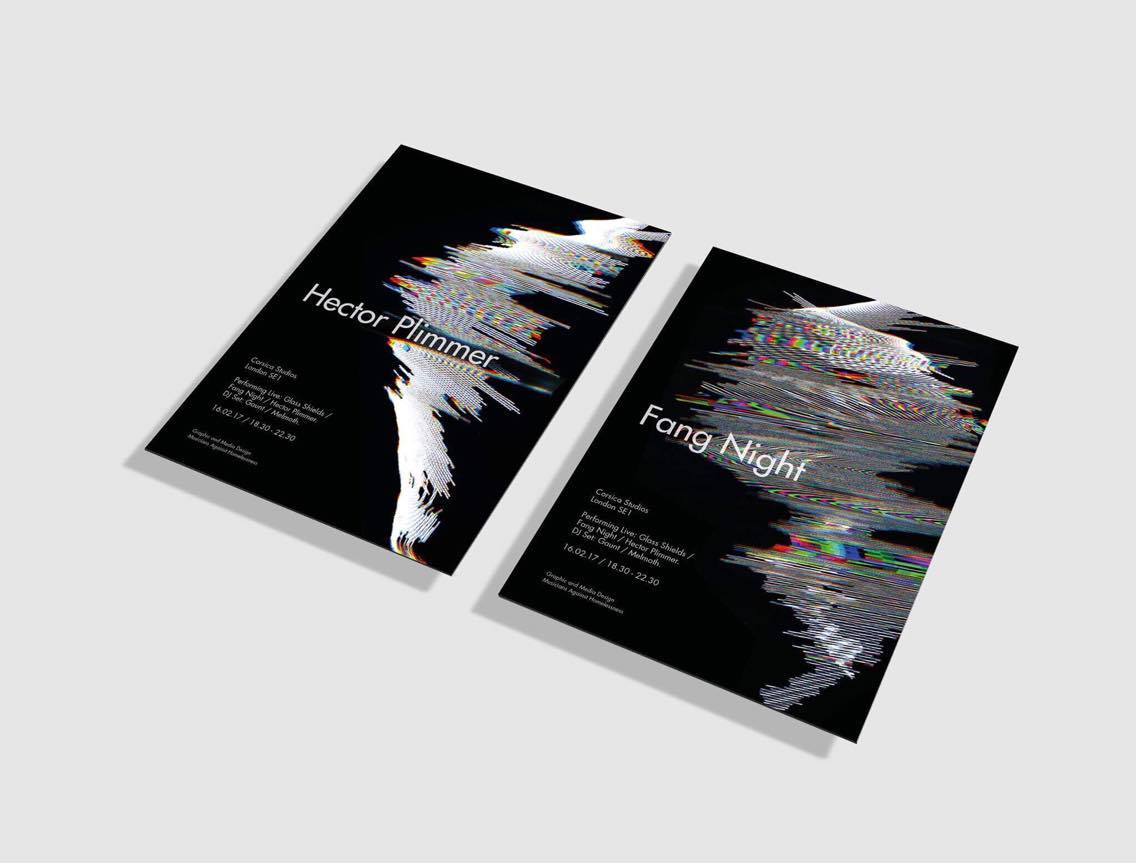 Hector Plimmer
Corsica Studios
London SE1
Performing Live: Glass Shields /
Fang Night / Hector Plimmer.
DJ Set: Gaunt / Melmoth.
16.02.17 / 18.30 - 22.30
Graphic and Media Design
Musicians Against Homelessness
Fang Night
Corsica Studios
London SE1
Performing Live: Glass Shields /
Fang Night / Hector Plimmer.
DJ Set: Gaunt / Melmoth.
16.02.17 / 18.30 - 22.30
Graphic and Media Design
Musicians Against Homelessness